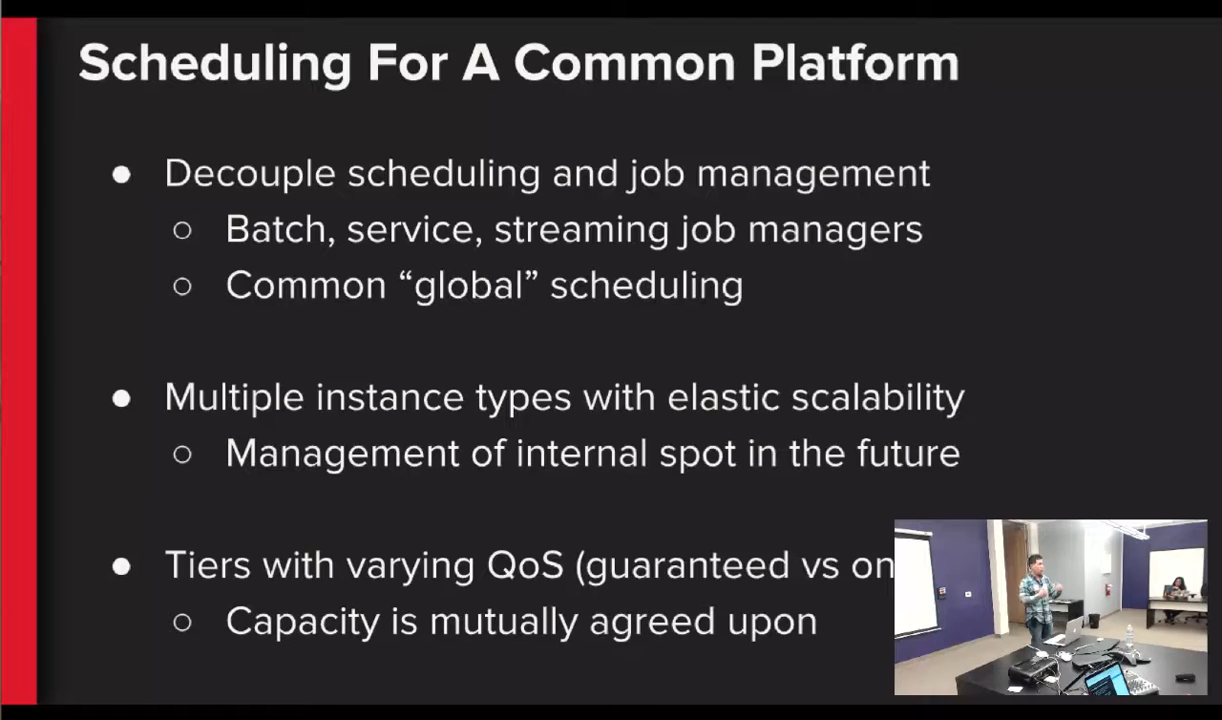 Scheduling For A Common Platform
● Decouple scheduling and job management
○ Batch, service, streaming job managers
○ Common “global” scheduling
● Multiple instance types with elastic scalability
○ Management of internal spot in the future
● Tiers with varying QoS (guaranteed vs on
○ Capacity is mutually agreed upon